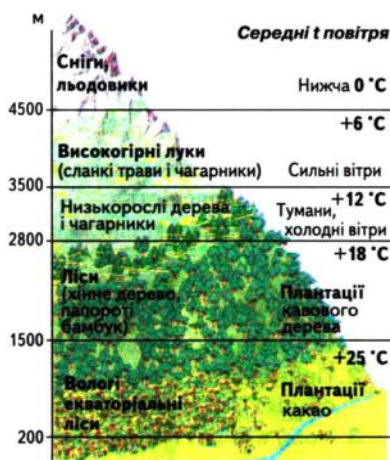 м
Середні t повітря
Сніги,
льодовики
Нижча 0 °C
4500
+6 °C
Високогірні луки
(сланкі трави і чагарники)
Сильні вітри
3500
+12 °C
Низькорослі дерева
і чагарники
Тумани,
холодні вітри
2800
+18 °C
Ліси
(хінне дерево,
папороті
бамбук)
Плантації
кавового
дерева
1500
+25 °C
Вологі
екваторіальні
ліси
Плантації
какао
200